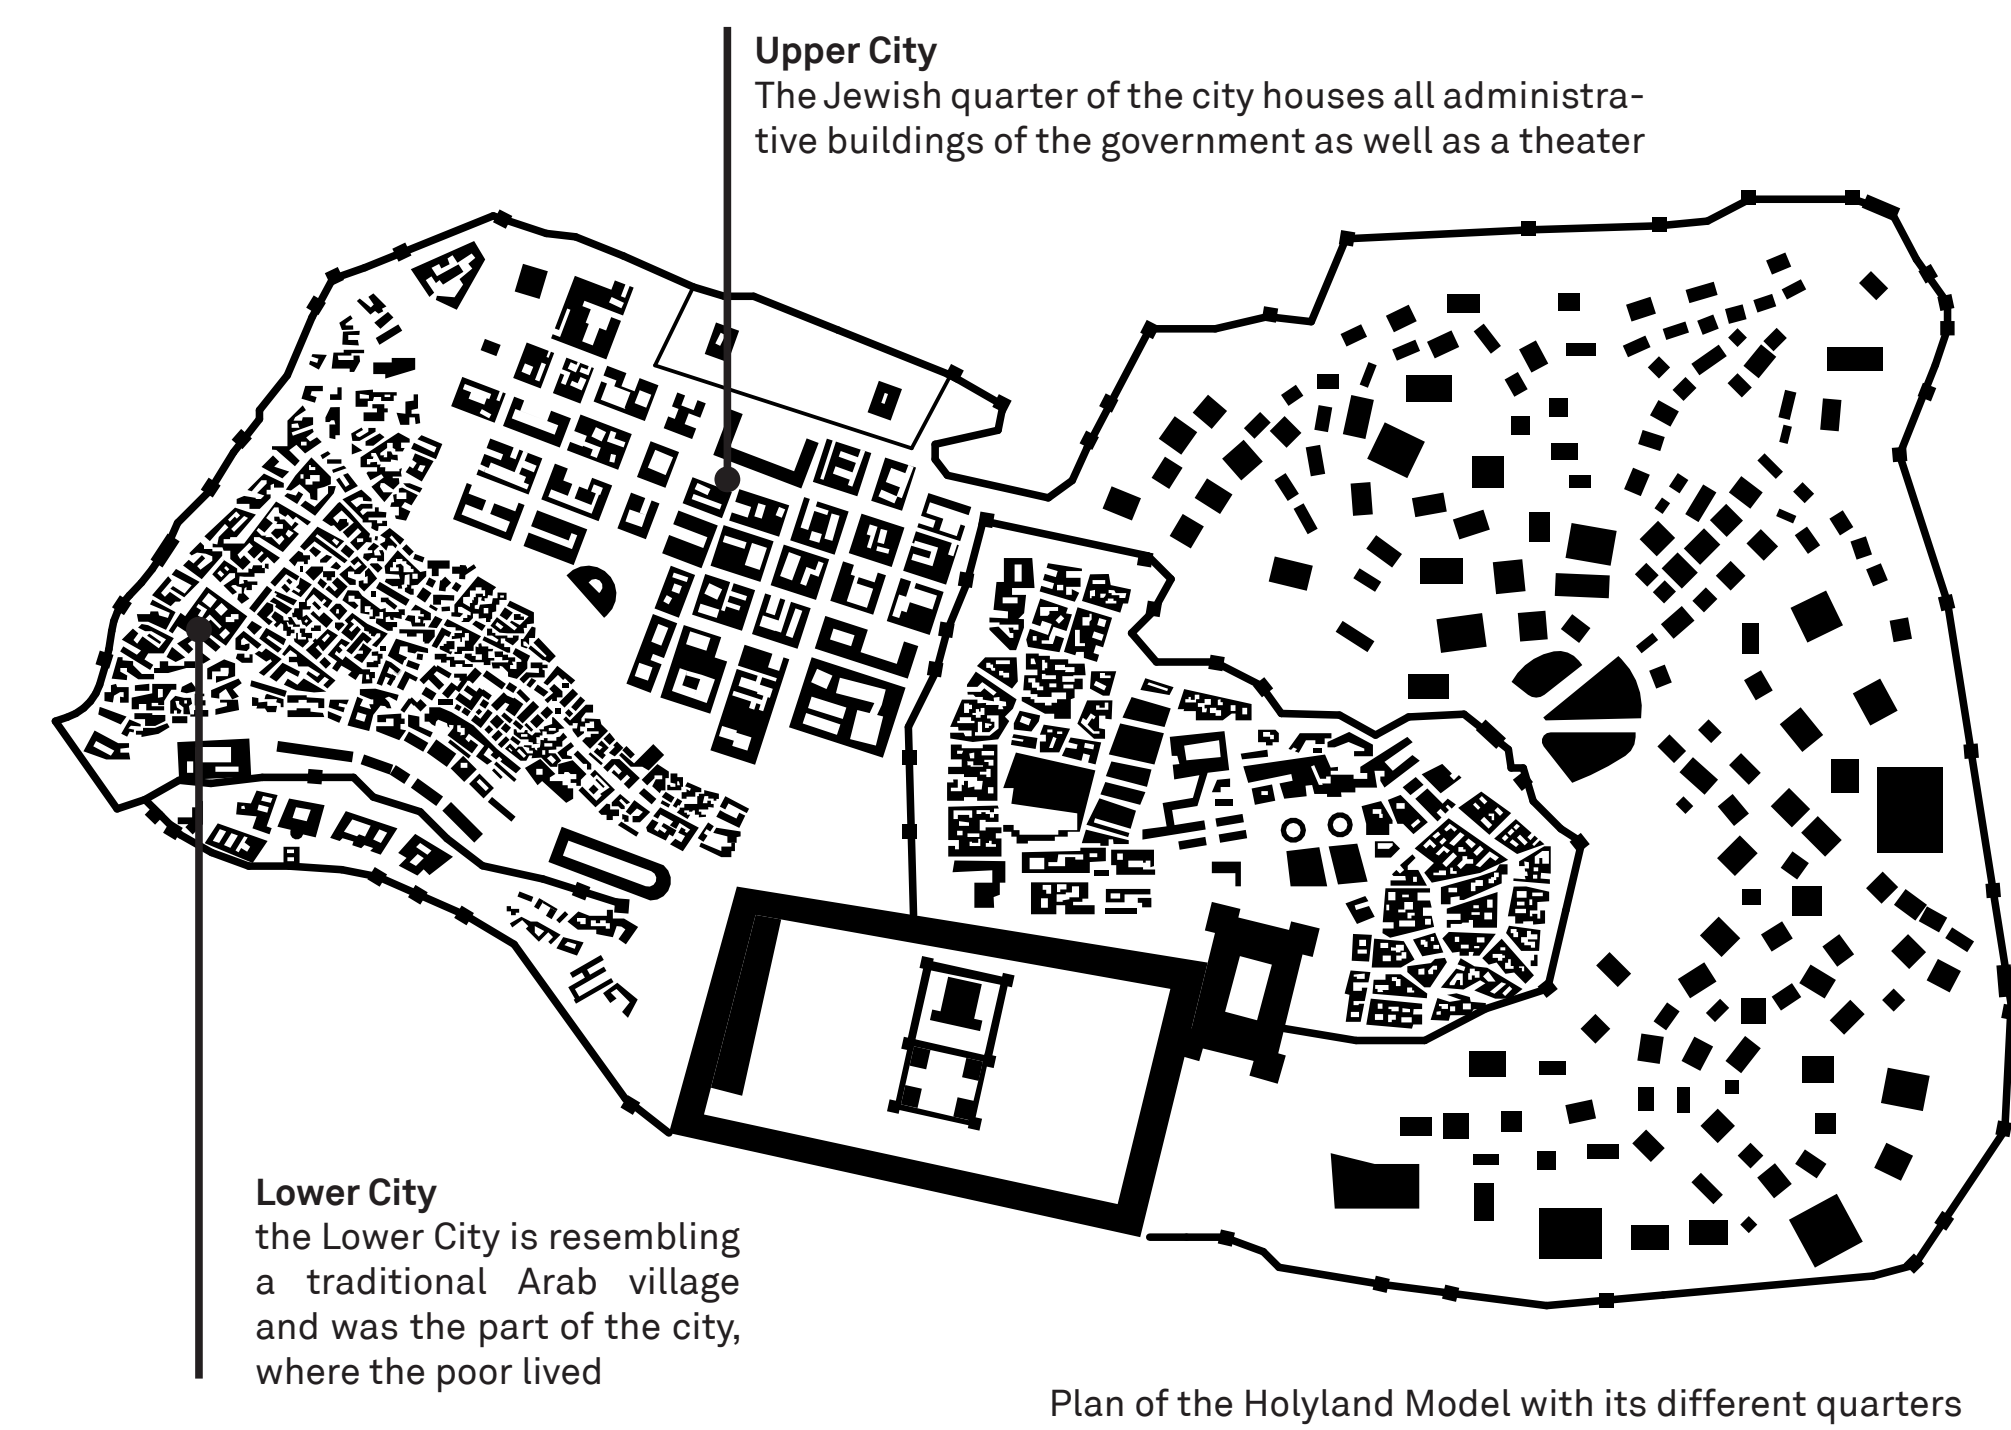 Upper City
The Jewish quarter of the city houses all administra-
tive buildings of the government as well as a theater
Lower City
the Lower City is resembling
a traditional Arab village
and was the part of the city,
where the poor lived
Plan of the Holyland Model with its different quarters